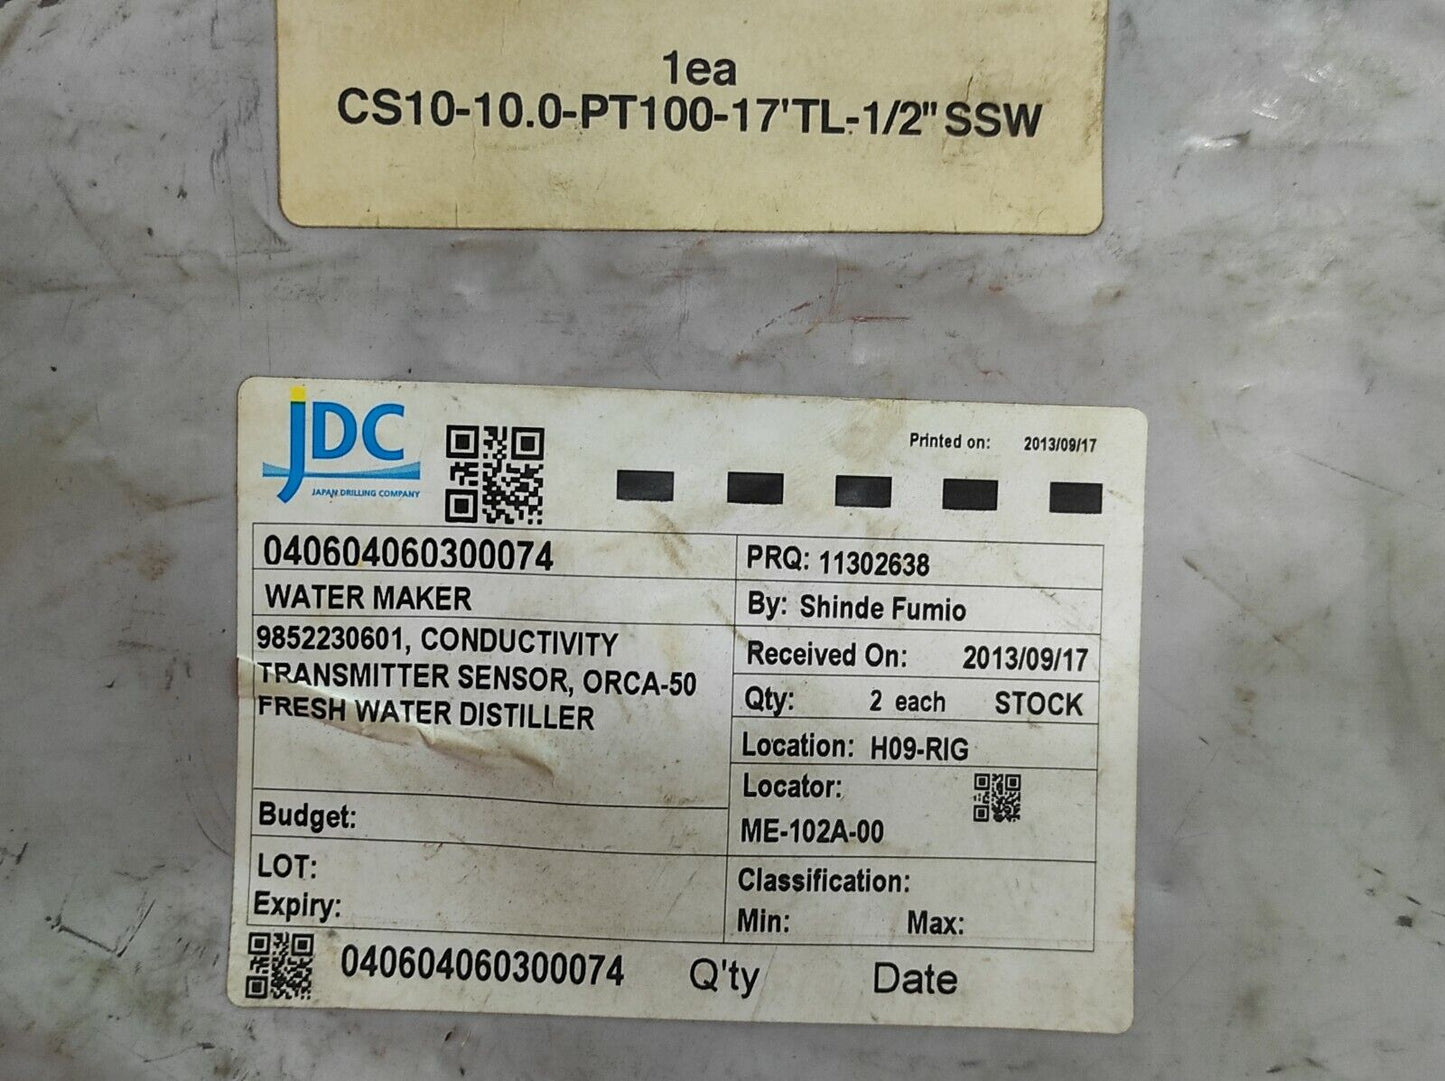 1ea
CS10-10.0-PT100-17'TL-1/2" SSW
JDC
JAPAN DRILLING COMPANY
Printed on: 2013/09/17
040604060300074
WATER MAKER
9852230601, CONDUCTIVITY
TRANSMITTER SENSOR, ORCA-50
FRESH WATER DISTILLER
Budget:
LOT:
Expiry:
PRQ: 11302638
By: Shinde Fumio
Received On: 2013/09/17
Qty: 2 each STOCK
Location: H09-RIG
Locator:
ME-102A-00
Classification:
Min: Max:
040604060300074 Q'ty Date